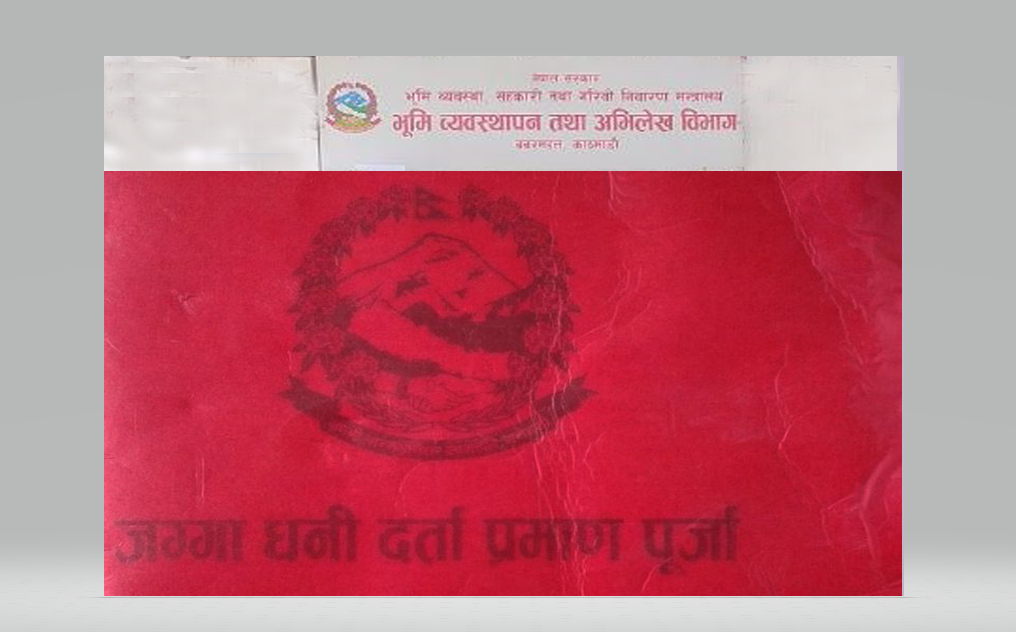 नेपाल सरकार
भूमि व्यवस्था, सहकारी तथा गरिवी निवारण मन्त्रालय
भूमि व्यवस्थापन तथा अभिलेख विभाग
बबरमहल, काठमाडौं
जग्गा धनी दर्ता प्रमाण पूर्जा